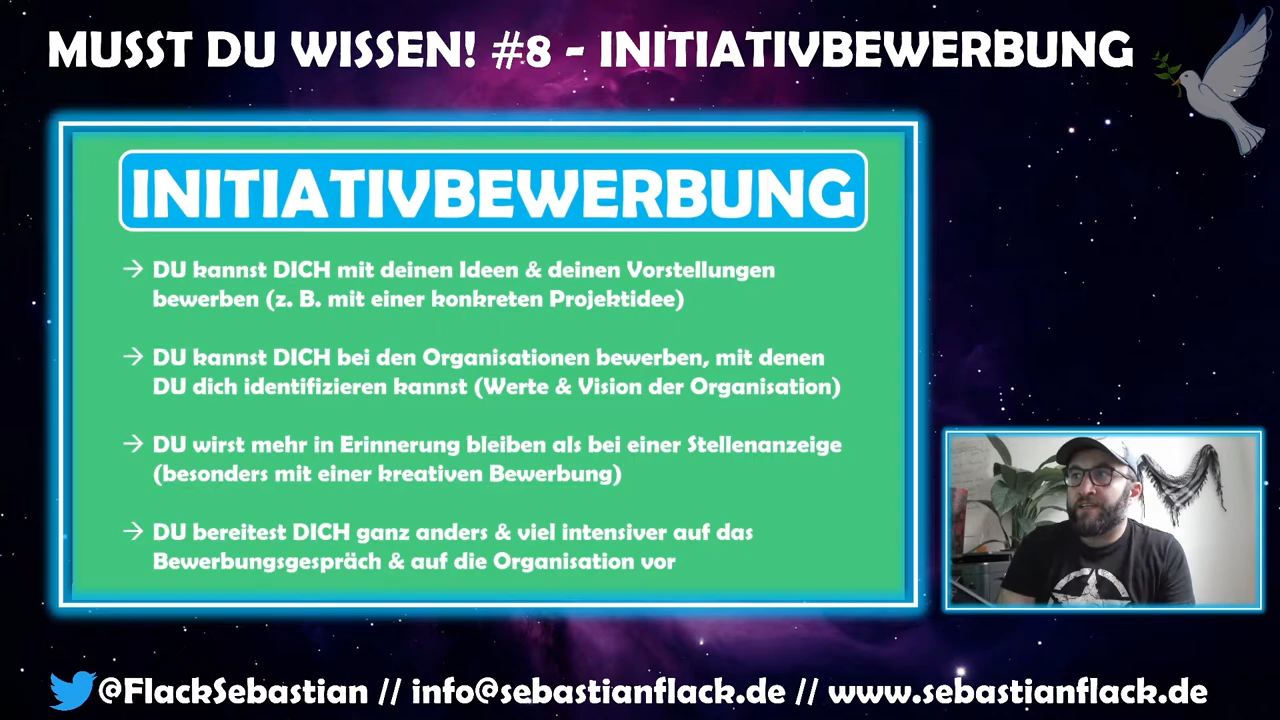 MUSST DU WISSEN! #8 - INITIATIVBEWERBUNG
INITIATIVBEWERBUNG
→ DU kannst DICH mit deinen Ideen & deinen Vorstellungen
bewerben (z. B. mit einer konkreten Projektidee)
→ DU kannst DICH bei den Organisationen bewerben, mit denen
DU dich identifizieren kannst (Werte & Vision der Organisation)
→ DU wirst mehr in Erinnerung bleiben als bei einer Stellenanzeige
(besonders mit einer kreativen Bewerbung)
→ DU bereitest DICH ganz anders & viel intensiver auf das
Bewerbungsgespräch & auf die Organisation vor
@FlackSebastian // info@sebastianflack.de // www.sebastianflack.de